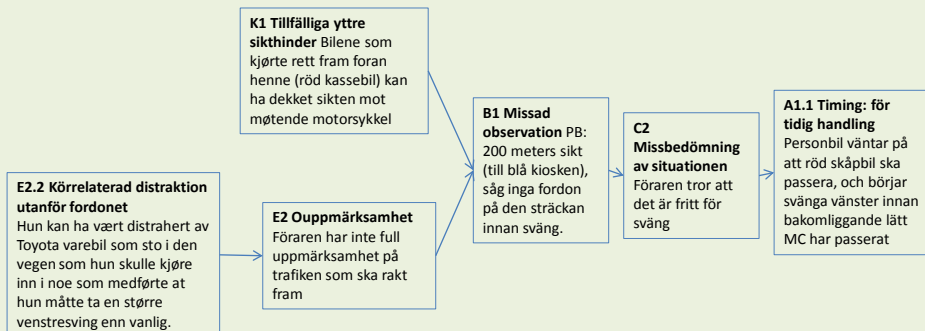 K1 Tillfälliga yttre
sikthinder Bilene som
kjørte rett fram foran
henne (röd kassebil) kan
ha dekket sikten mot
møtende motorsykkel
E2.2 Körrelaterad distraktion
utanför fordonet
Hun kan ha vært distrahert av
Toyota varebil som sto i den
vegen som hun skulle kjøre
inn i noe som medførte at
hun måtte ta en større
venstresving enn vanlig.
E2 Ouppmärksamhet
Föraren har inte full
uppmärksamhet på
trafiken som ska rakt
fram
B1 Missad
observation PB:
200 meters sikt
(till blå kiosken),
såg inga fordon
på den sträckan
innan sväng.
C2
Missbedömning
av situationen
Föraren tror att
det är fritt för
sväng
A1.1 Timing: för
tidig handling
Personbil väntar på
att röd skåpbil ska
passera, och börjar
svänga vänster innan
bakomliggande lätt
MC har passerat